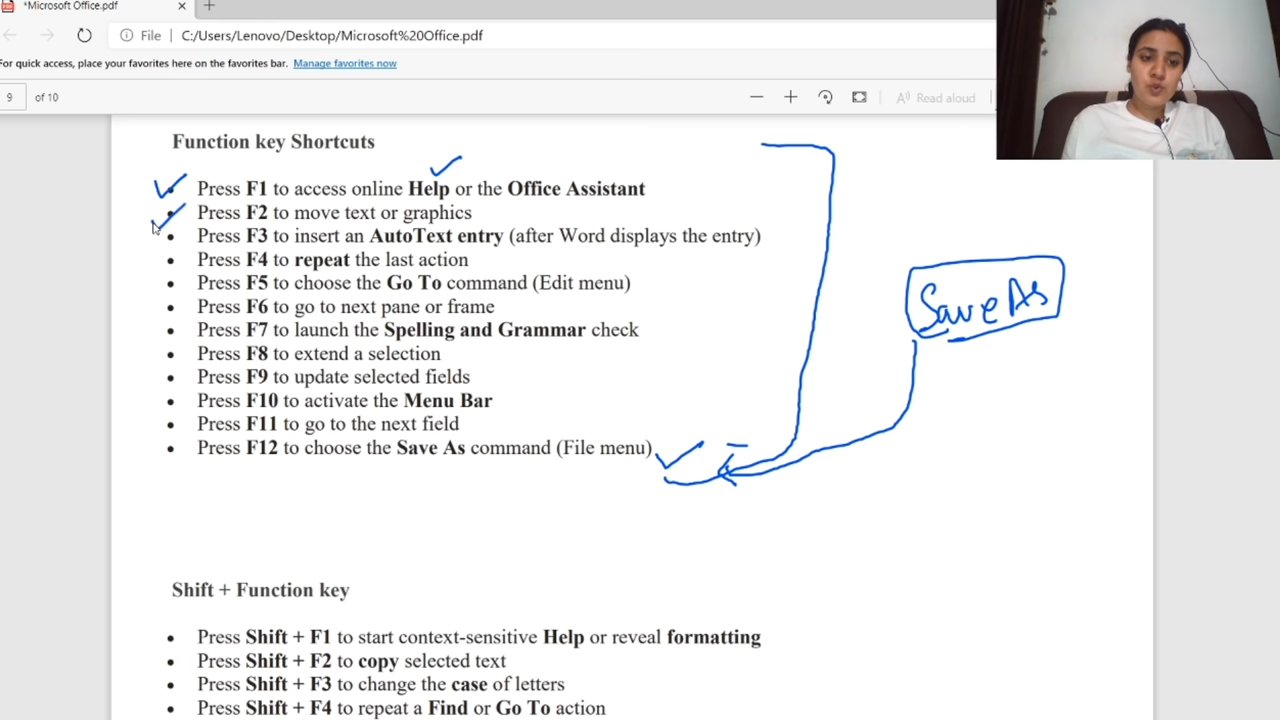 *Microsoft Office.pdf
File | C:/Users/Lenovo/Desktop/Microsoft%20Office.pdf
For quick access, place your favorites here on the favorites bar. Manage favorites now
9 of 10
Read aloud
Function key Shortcuts
• Press F1 to access online Help or the Office Assistant
• Press F2 to move text or graphics
• Press F3 to insert an AutoText entry (after Word displays the entry)
• Press F4 to repeat the last action
• Press F5 to choose the Go To command (Edit menu)
• Press F6 to go to next pane or frame
• Press F7 to launch the Spelling and Grammar check
• Press F8 to extend a selection
• Press F9 to update selected fields
• Press F10 to activate the Menu Bar
• Press F11 to go to the next field
• Press F12 to choose the Save As command (File menu)
Save As
Shift + Function key
• Press Shift + F1 to start context-sensitive Help or reveal formatting
• Press Shift + F2 to copy selected text
• Press Shift + F3 to change the case of letters
• Press Shift + F4 to repeat a Find or Go To action